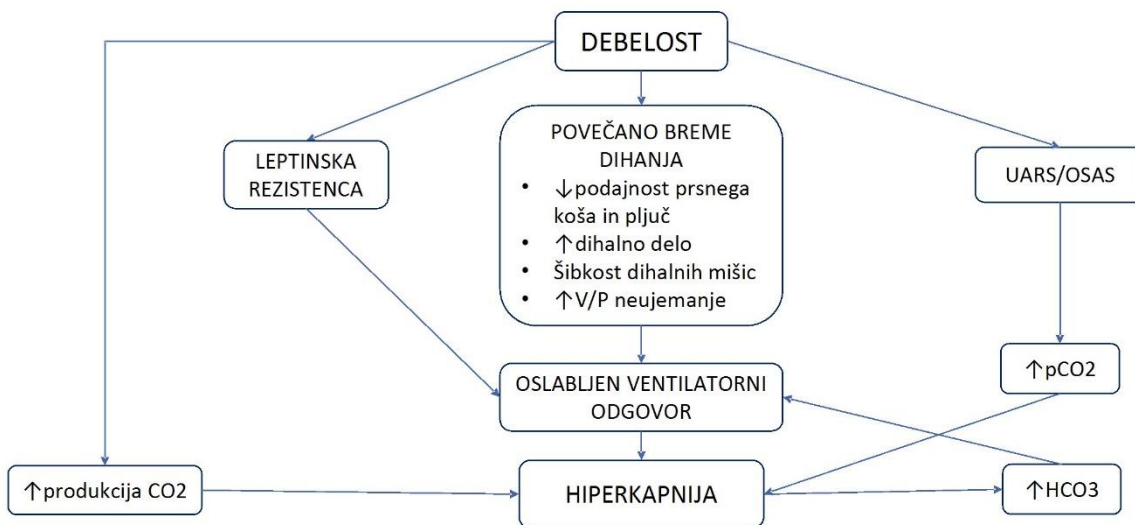 DEBELOST
LEPTINSKA
REZISTENCA
POVEČANO BREME
DIHANJA
• ↓podajnost prsnega
koša in pljuč
• ↑dihalno delo
• Šibkost dihalnih mišic
• ↑V/P neujemanje
UARS/OSAS
OSLABLJEN VENTILATORNI
ODGOVOR
↑pCO2
↑produkcija CO2
HIPERKAPNIJA
↑HCO3